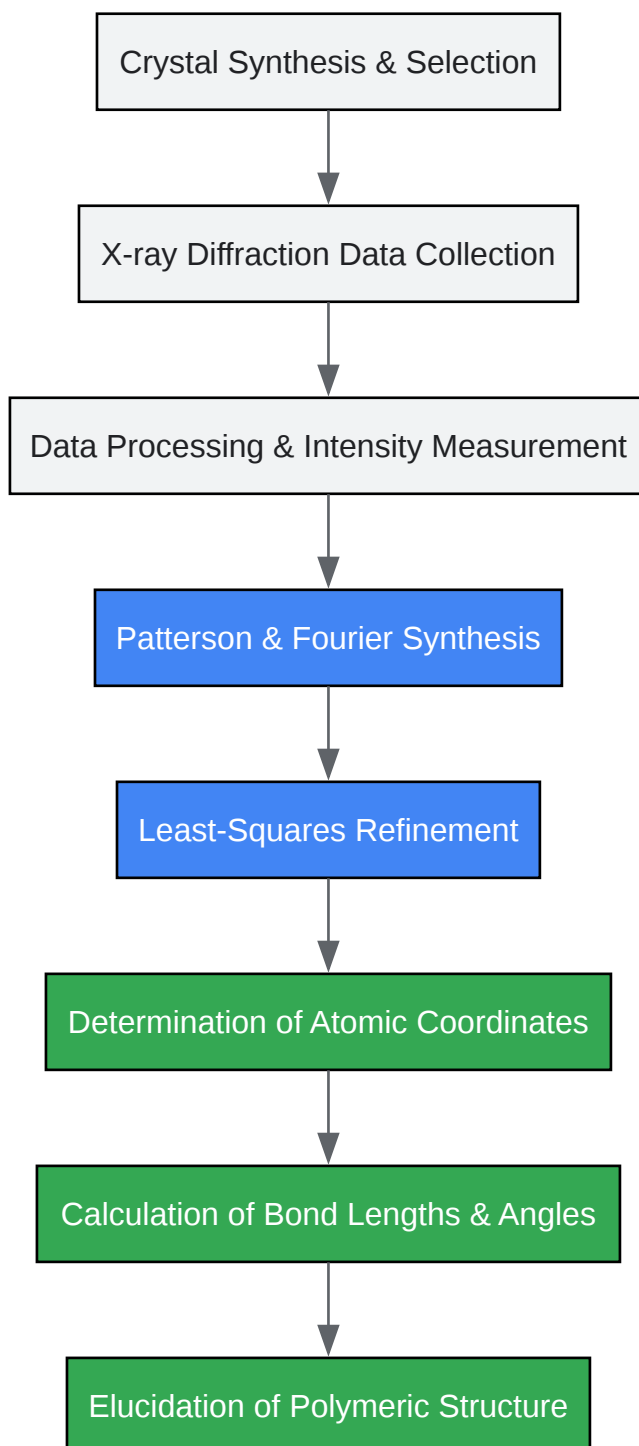 Crystal Synthesis & Selection
X-ray Diffraction Data Collection
Data Processing & Intensity Measurement
Patterson & Fourier Synthesis
Least-Squares Refinement
Determination of Atomic Coordinates
Calculation of Bond Lengths & Angles
Elucidation of Polymeric Structure